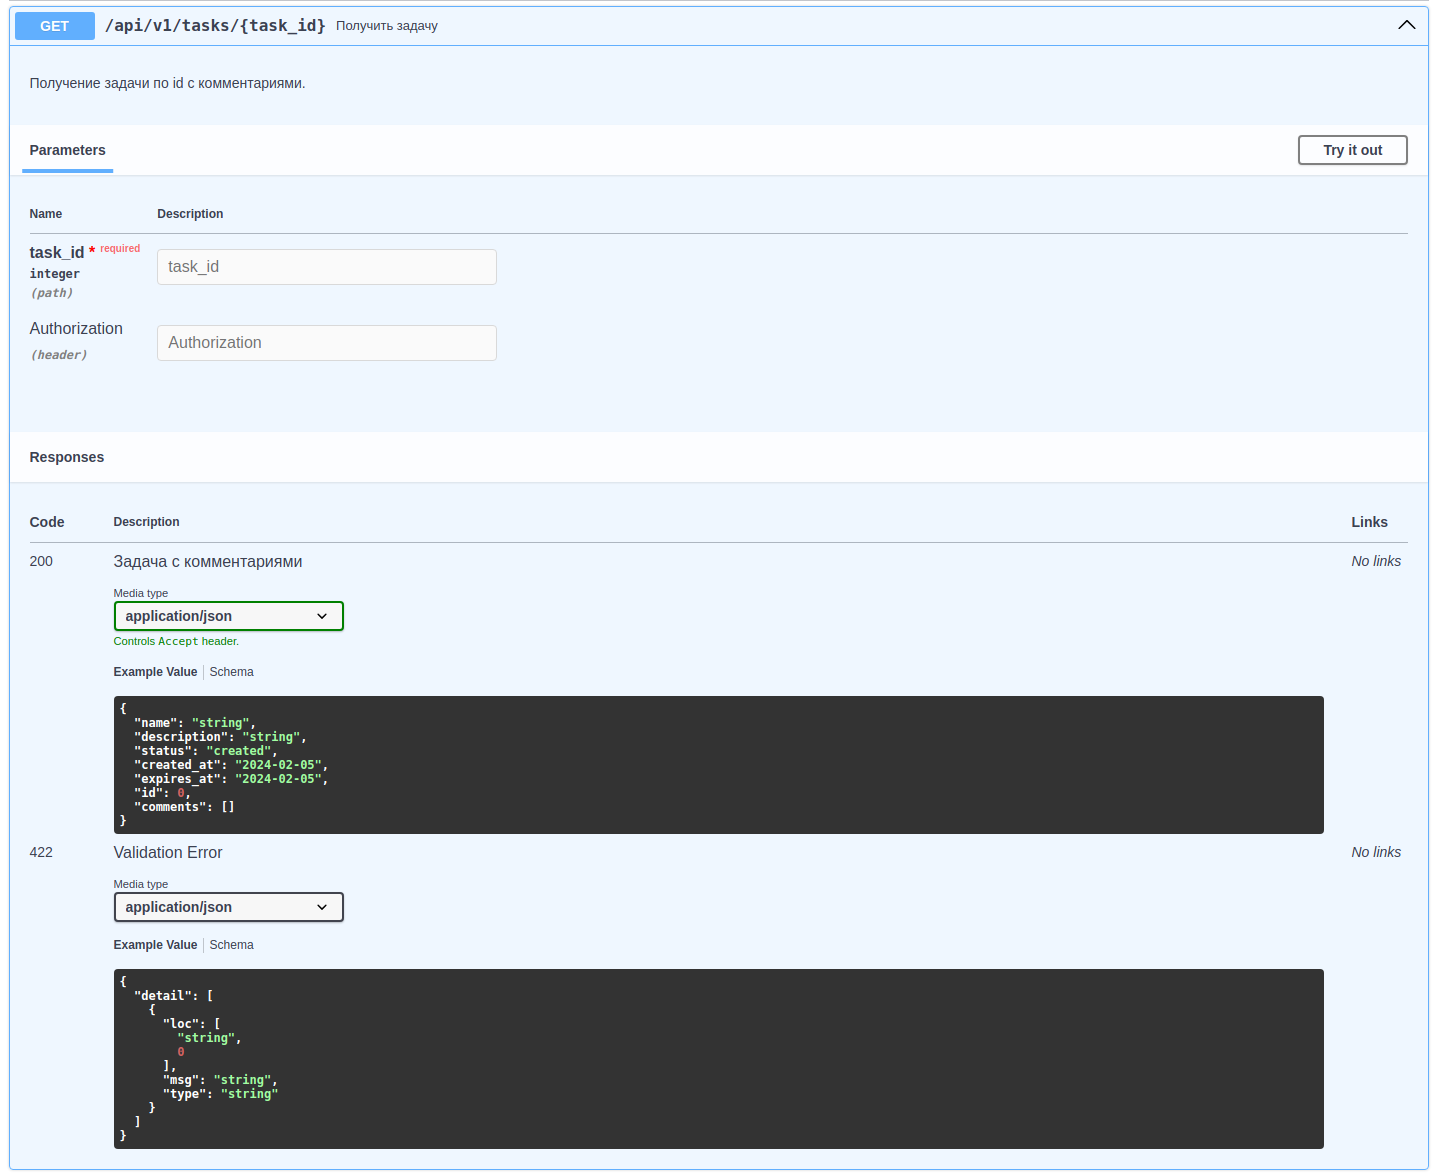 GET /api/v1/tasks/{task_id} Получить задачу
Получение задачи по id с комментариями.
Parameters Try it out
Name Description
task_id * required
integer
(path)
task_id
Authorization
(header)
Authorization
Responses
Code Description Links
200 Задача с комментариями No links
Media type
application/json
Controls Accept header.
Example Value Schema
{
  "name": "string",
  "description": "string",
  "status": "created",
  "created_at": "2024-02-05",
  "expires_at": "2024-02-05",
  "id": 0,
  "comments": []
}
422 Validation Error No links
Media type
application/json
Example Value Schema
{
  "detail": [
    {
      "loc": [
        "string",
        0
      ],
      "msg": "string",
      "type": "string"
    }
  ]
}